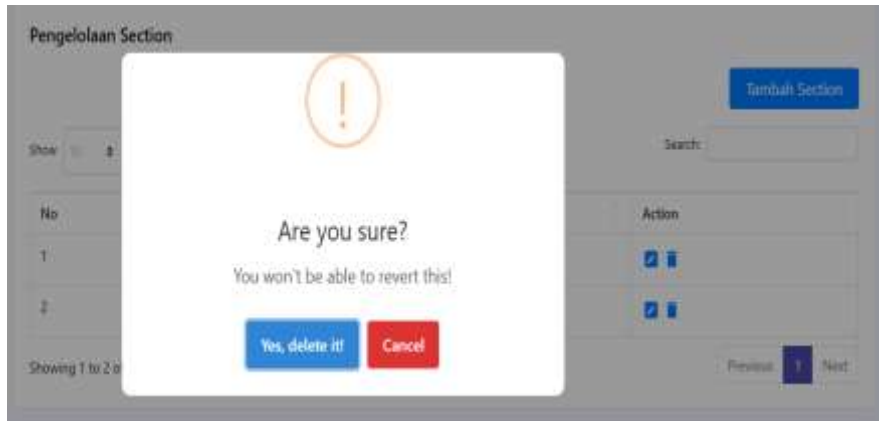 Pengelolaan Section
!
Tambah Section
Show
Search:
No
Action
Are you sure?
1
You won't be able to revert this!
2
Yes, delete it!
Cancel
Showing 1 to 2 o
Previous 1 Next